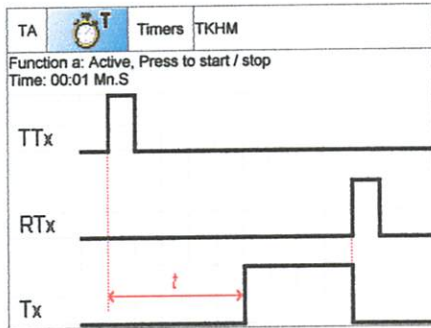 TA T Timers TKHM
Function a: Active, Press to start / stop
Time: 00:01 Mn.S
TTx
RTx
t
Tx